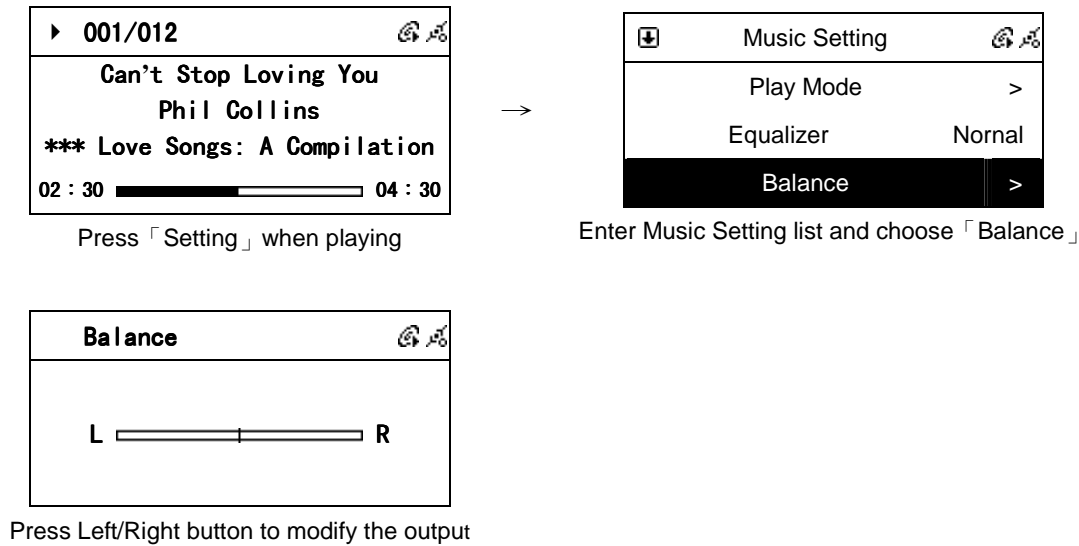 001/012
Can't Stop Loving You
Phil Collins
*** Love Songs: A Compilation
02：30 04：30
Press「Setting」when playing
→
Music Setting
Play Mode >
Equalizer Nornal
Balance >
Enter Music Setting list and choose「Balance」
Balance
L R
Press Left/Right button to modify the output